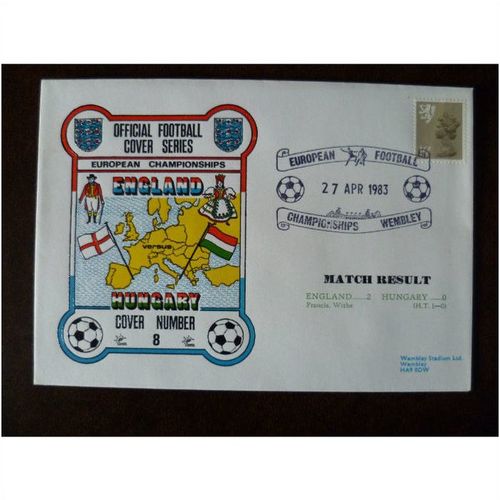 OFFICIAL FOOTBALL
COVER SERIES
EUROPEAN CHAMPIONSHIPS
ENGLAND
versus
HUNGARY
COVER NUMBER
8
EUROPEAN FOOTBALL
27 APR 1983
CHAMPIONSHIPS WEMBLEY
MATCH RESULT
ENGLAND.....2 HUNGARY.....0
Francis, Withe (H.T. 1—0)
Wembley Stadium Ltd.
Wembley
HA9 0DW